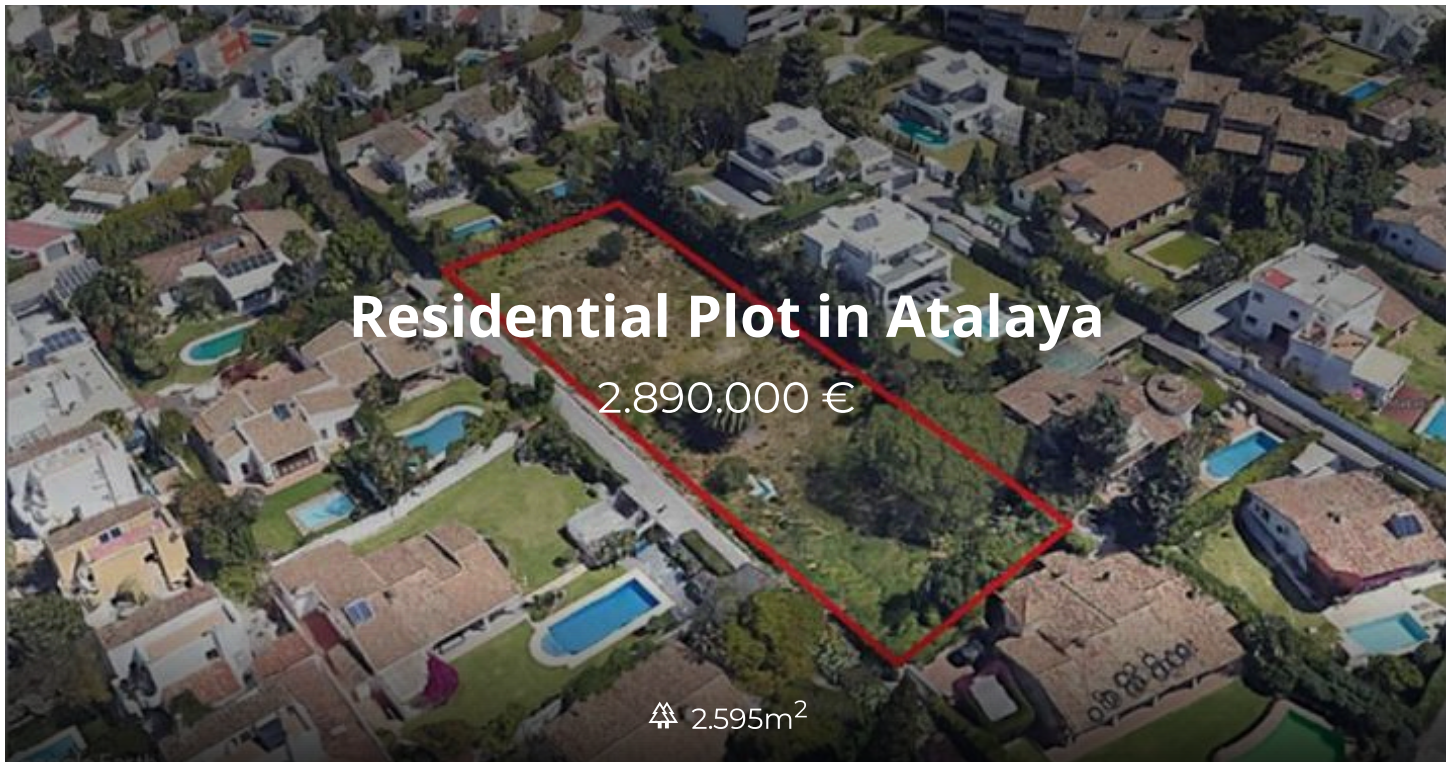 Residential Plot in Atalaya
2.890.000 €
2.595m²